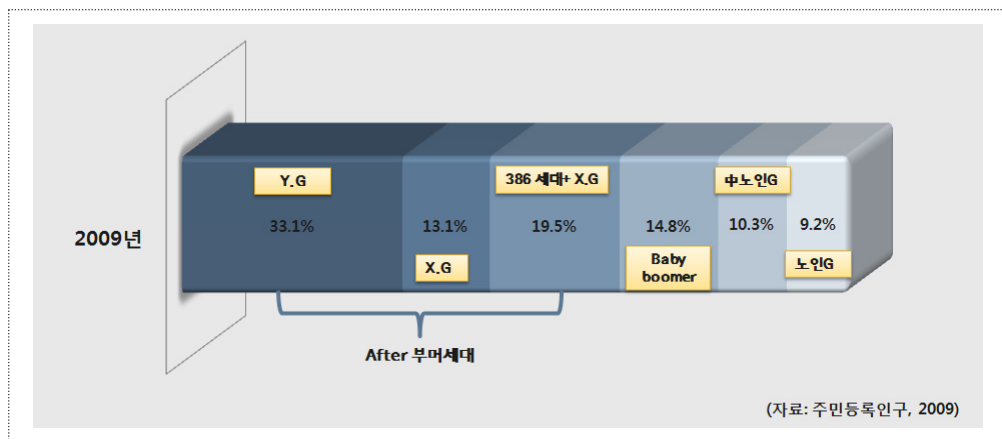 Y.G
386 세대+ X.G
中노인G
2009년
33.1%
13.1%
19.5%
14.8%
10.3%
9.2%
X.G
Baby
boomer
노인G
After 부머세대
(자료: 주민등록인구, 2009)